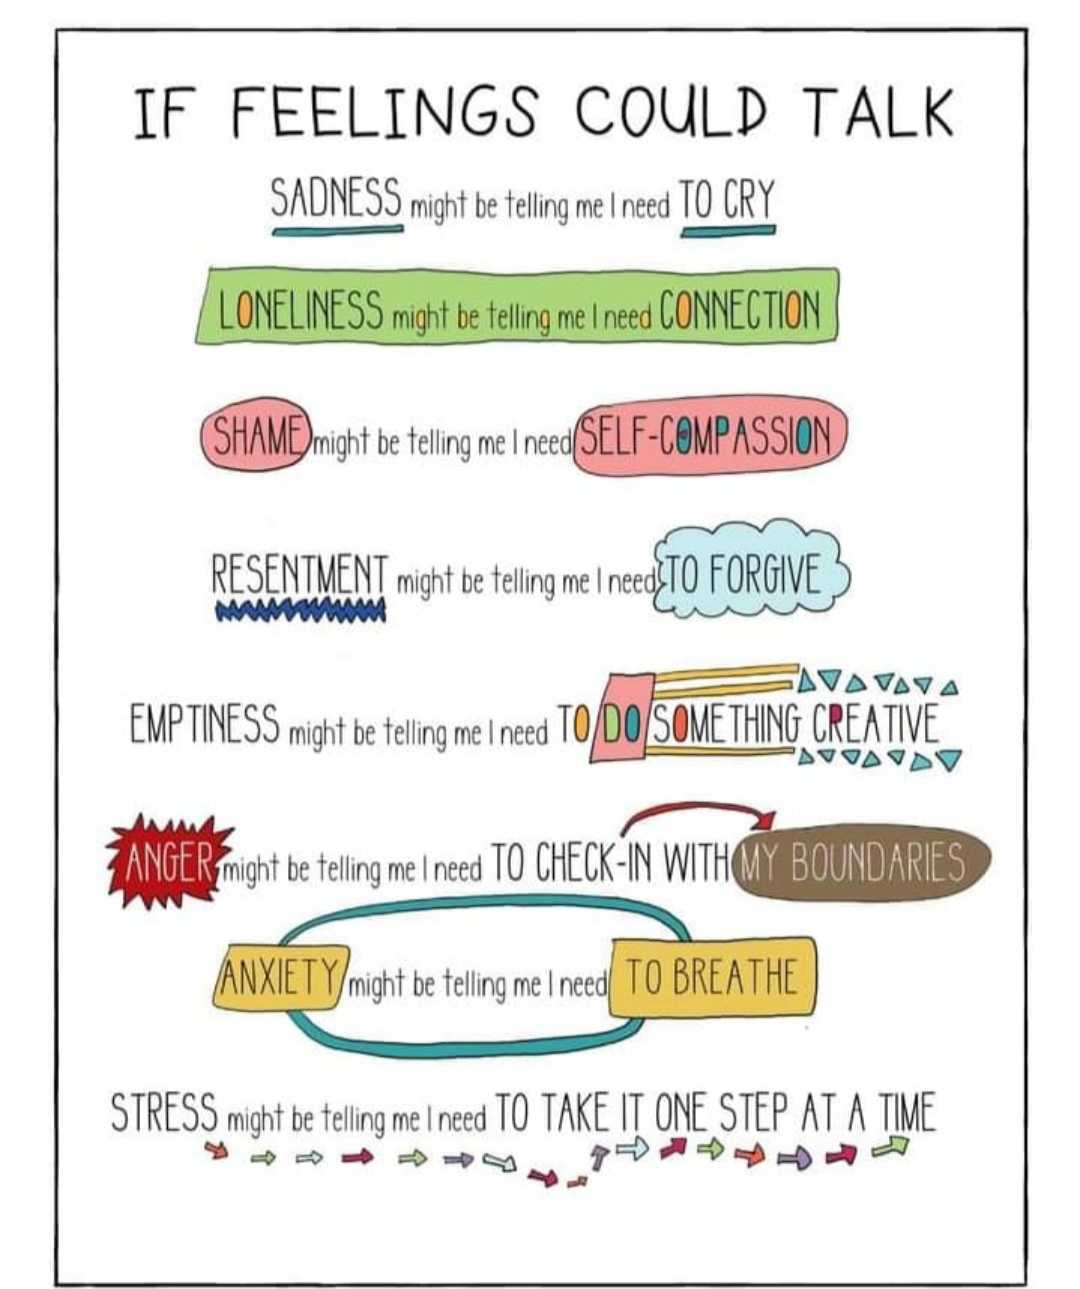 IF FEELINGS COULD TALK
SADNESS might be telling me I need TO CRY
LONELINESS might be telling me I need CONNECTION
SHAME might be telling me I need SELF-COMPASSION
RESENTMENT might be telling me I need TO FORGIVE
EMPTINESS might be telling me I need TO DO SOMETHING CREATIVE
ANGER might be telling me I need TO CHECK-IN WITH MY BOUNDARIES
ANXIETY might be telling me I need TO BREATHE
STRESS might be telling me I need TO TAKE IT ONE STEP AT A TIME